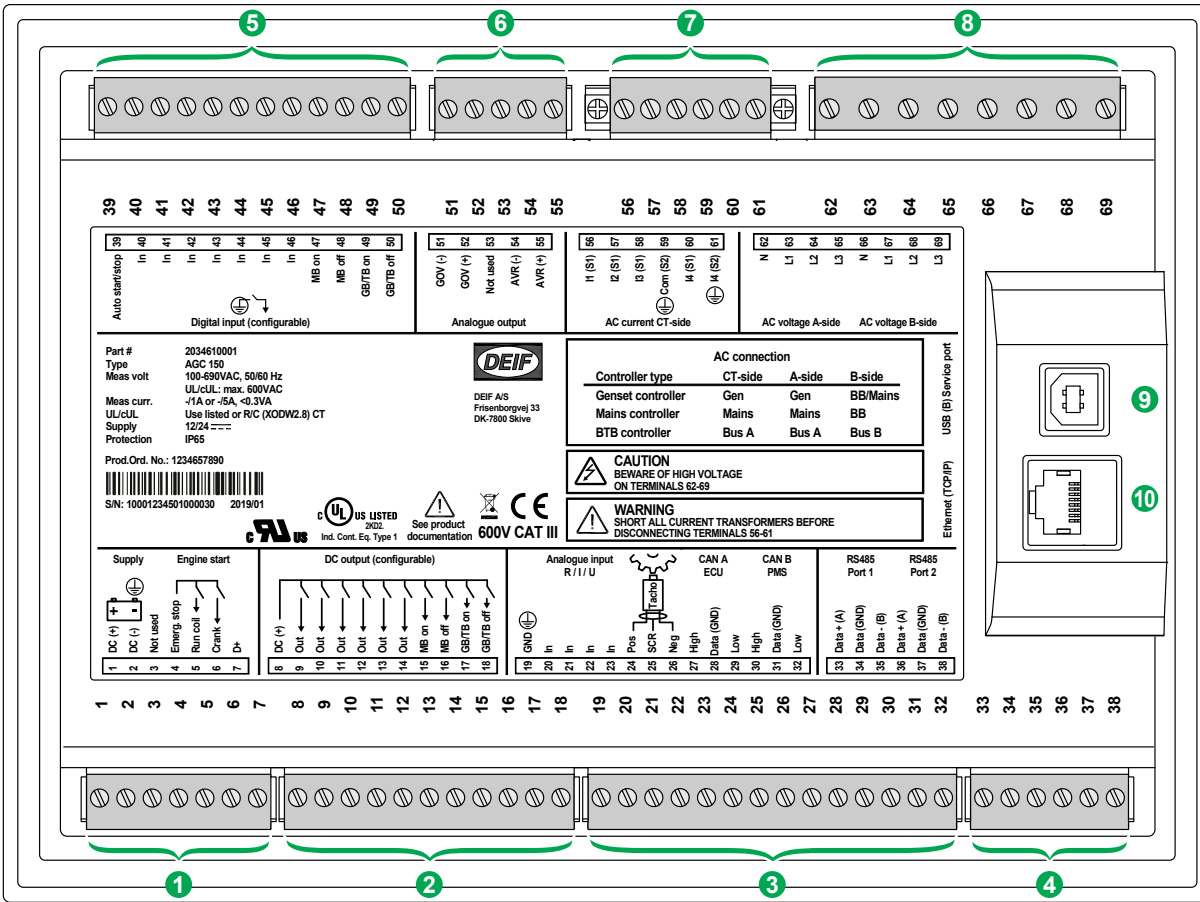 5 6 7 8
39 40 41 42 43 44 45 46 47 48 49 50 51 52 53 54 55 56 57 58 59 60 61 62 63 64 65 66 67 68 69
39 40 41 42 43 44 45 46 47 48 49 50
Auto start/stop In In In In In In In MB on MB off GB/TB on GB/TB off
Digital input (configurable)
51 52 53 54 55
GOV (-) GOV (+) Not used AVR (-) AVR (+)
Analogue output
56 57 58 59 60 61
I1 (S1) I2 (S1) I3 (S1) Com (S2) I4 (S1) I4 (S2)
AC current CT-side
62 63 64 65 66 67 68 69
N L1 L2 L3 N L1 L2 L3
AC voltage A-side AC voltage B-side
Part # 2034610001
Type AGC 150
Meas volt 100-690VAC, 50/60 Hz
UL/cUL: max. 600VAC
Meas curr. -/1A or -/5A, <0.3VA
UL/cUL Use listed or R/C (XODW2.8) CT
Supply 12/24
Protection IP65
Prod.Ord. No.: 1234657890
S/N: 10001234501000030 2019/01
DEIF
DEIF A/S
Frisenborgvej 33
DK-7800 Skive
c UL US LISTED
2KD2.
Ind. Cont. Eq. Type 1
c US
See product
documentation
CE
600V CAT III
AC connection
Controller type CT-side A-side B-side
Genset controller Gen Gen BB/Mains
Mains controller Mains Mains BB
BTB controller Bus A Bus A Bus B
CAUTION
BEWARE OF HIGH VOLTAGE
ON TERMINALS 62-69
WARNING
SHORT ALL CURRENT TRANSFORMERS BEFORE
DISCONNECTING TERMINALS 56-61
USB (B) Service port
Ethernet (TCP/IP)
9
10
Supply Engine start
DC (+) DC (-) Not used Emerg. stop Run coil Crank D+
1 2 3 4 5 6 7
DC output (configurable)
DC (+) Out Out Out Out Out Out MB on MB off GB/TB on GB/TB off
8 9 10 11 12 13 14 15 16 17 18
Analogue input
R / I / U
Tacho
CAN A
ECU
CAN B
PMS
GND In In In In Pos SCR Neg High Data (GND) Low High Data (GND) Low
19 20 21 22 23 24 25 26 27 28 29 30 31 32
RS485
Port 1
RS485
Port 2
Data + (A) Data (GND) Data - (B) Data + (A) Data (GND) Data - (B)
33 34 35 36 37 38
1 2 3 4 5 6 7 8 9 10 11 12 13 14 15 16 17 18 19 20 21 22 23 24 25 26 27 28 29 30 31 32 33 34 35 36 37 38
1 2 3 4